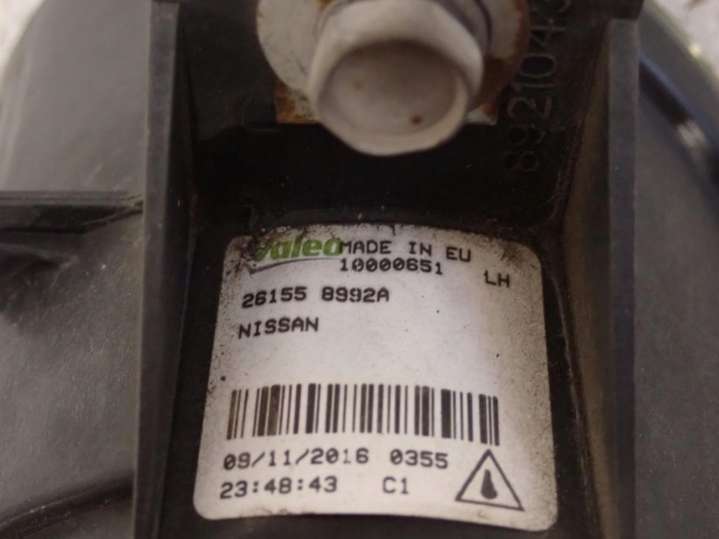 Valeo MADE IN EU
10000651 LH
26155 8992A
NISSAN
09/11/2016 0355
23:48:43 C1